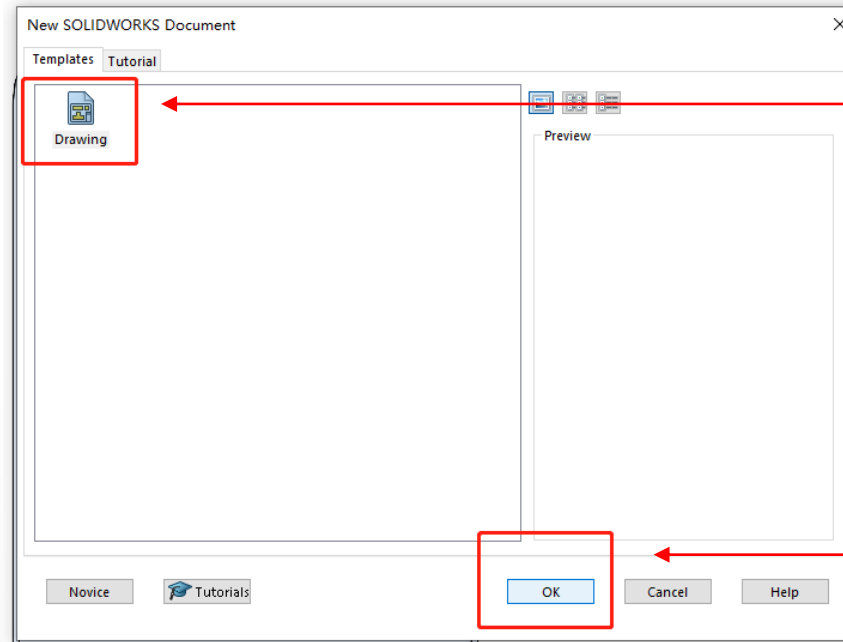 New SOLIDWORKS Document
Templates Tutorial
Drawing
Preview
Novice Tutorials OK Cancel Help